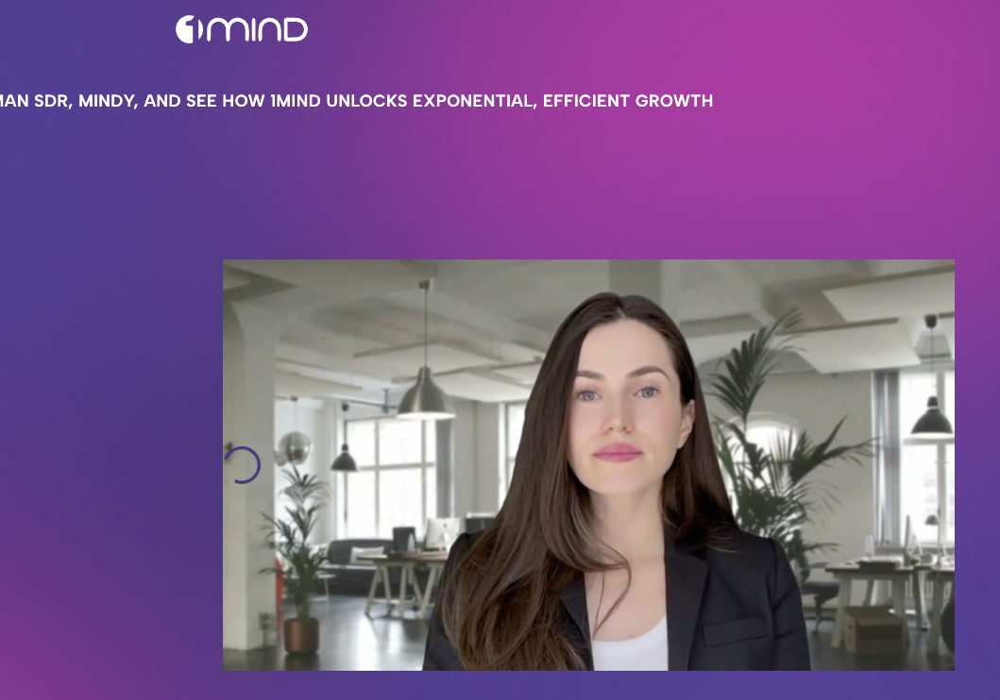 1MIND
MAN SDR, MINDY, AND SEE HOW 1MIND UNLOCKS EXPONENTIAL, EFFICIENT GROWTH